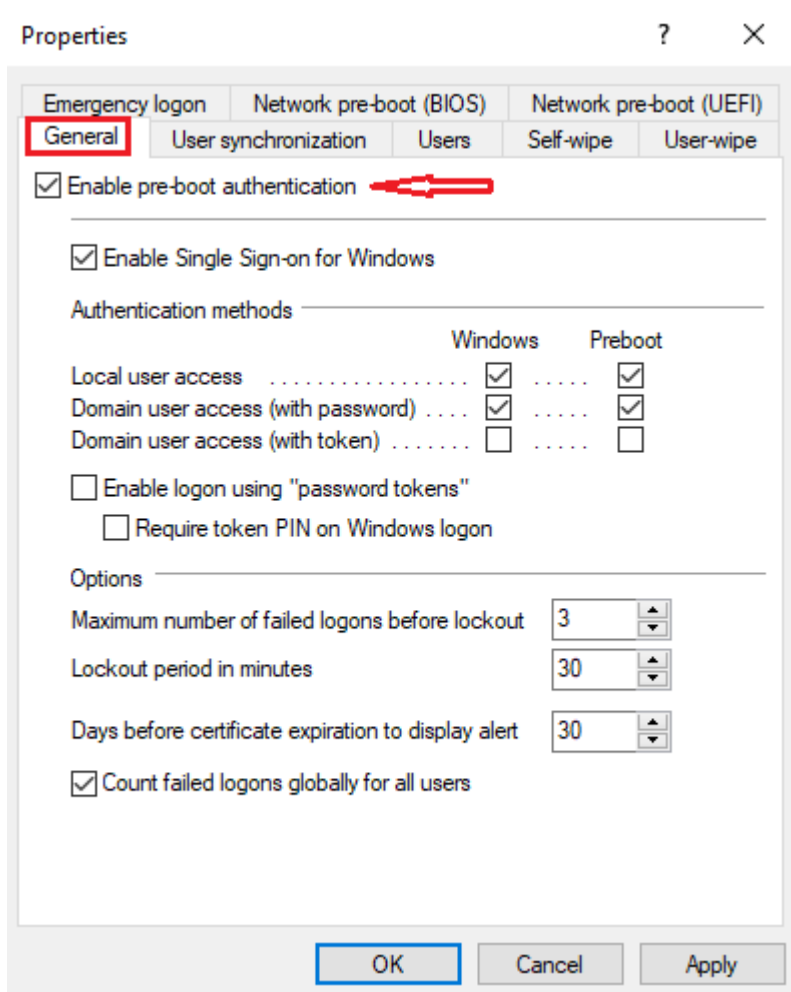 Properties ?
Emergency logon Network pre-boot (BIOS) Network pre-boot (UEFI)
General User synchronization Users Self-wipe User-wipe
Enable pre-boot authentication
Enable Single Sign-on for Windows
Authentication methods
Windows Preboot
Local user access . . . . . . . . . . . . . . . . . . . . . . .
Domain user access (with password) . . . . . . . . .
Domain user access (with token) . . . . . . . . . . . .
Enable logon using "password tokens"
Require token PIN on Windows logon
Options
Maximum number of failed logons before lockout 3
Lockout period in minutes 30
Days before certificate expiration to display alert 30
Count failed logons globally for all users
OK Cancel Apply